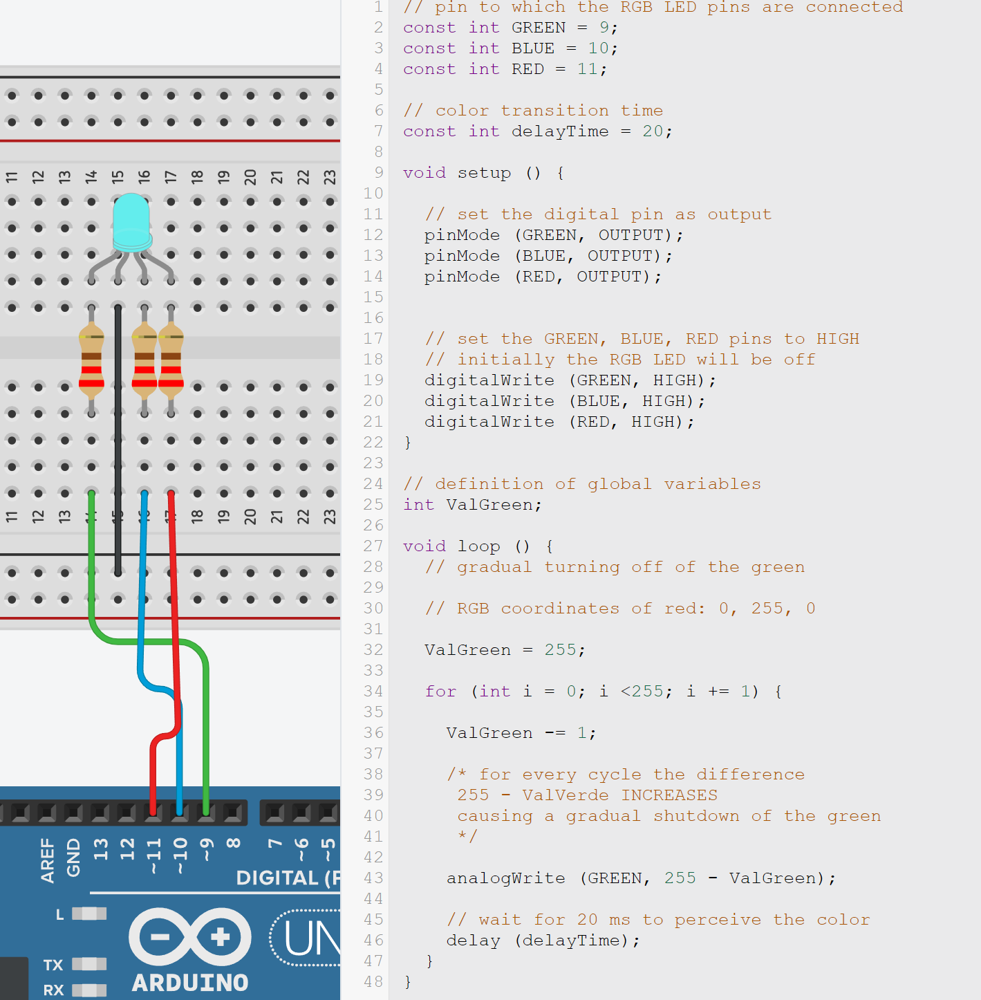 11 12 13 14 15 16 17 18 19 20 21 22 23
11 12 13 14 15 16 17 18 19 20 21 22 23
AREF GND 13 12 ~11 ~10 ~9 8 7 ~6 ~5
DIGITAL (P
L
UN
TX
RX
ARDUINO
1 // pin to which the RGB LED pins are connected
2 const int GREEN = 9;
3 const int BLUE = 10;
4 const int RED = 11;
5
6 // color transition time
7 const int delayTime = 20;
8
9 void setup () {
10
11 // set the digital pin as output
12 pinMode (GREEN, OUTPUT);
13 pinMode (BLUE, OUTPUT);
14 pinMode (RED, OUTPUT);
15
16
17 // set the GREEN, BLUE, RED pins to HIGH
18 // initially the RGB LED will be off
19 digitalWrite (GREEN, HIGH);
20 digitalWrite (BLUE, HIGH);
21 digitalWrite (RED, HIGH);
22 }
23
24 // definition of global variables
25 int ValGreen;
26
27 void loop () {
28 // gradual turning off of the green
29
30 // RGB coordinates of red: 0, 255, 0
31
32 ValGreen = 255;
33
34 for (int i = 0; i <255; i += 1) {
35
36 ValGreen -= 1;
37
38 /* for every cycle the difference
39 255 - ValVerde INCREASES
40 causing a gradual shutdown of the green
41 */
42
43 analogWrite (GREEN, 255 - ValGreen);
44
45 // wait for 20 ms to perceive the color
46 delay (delayTime);
47 }
48 }